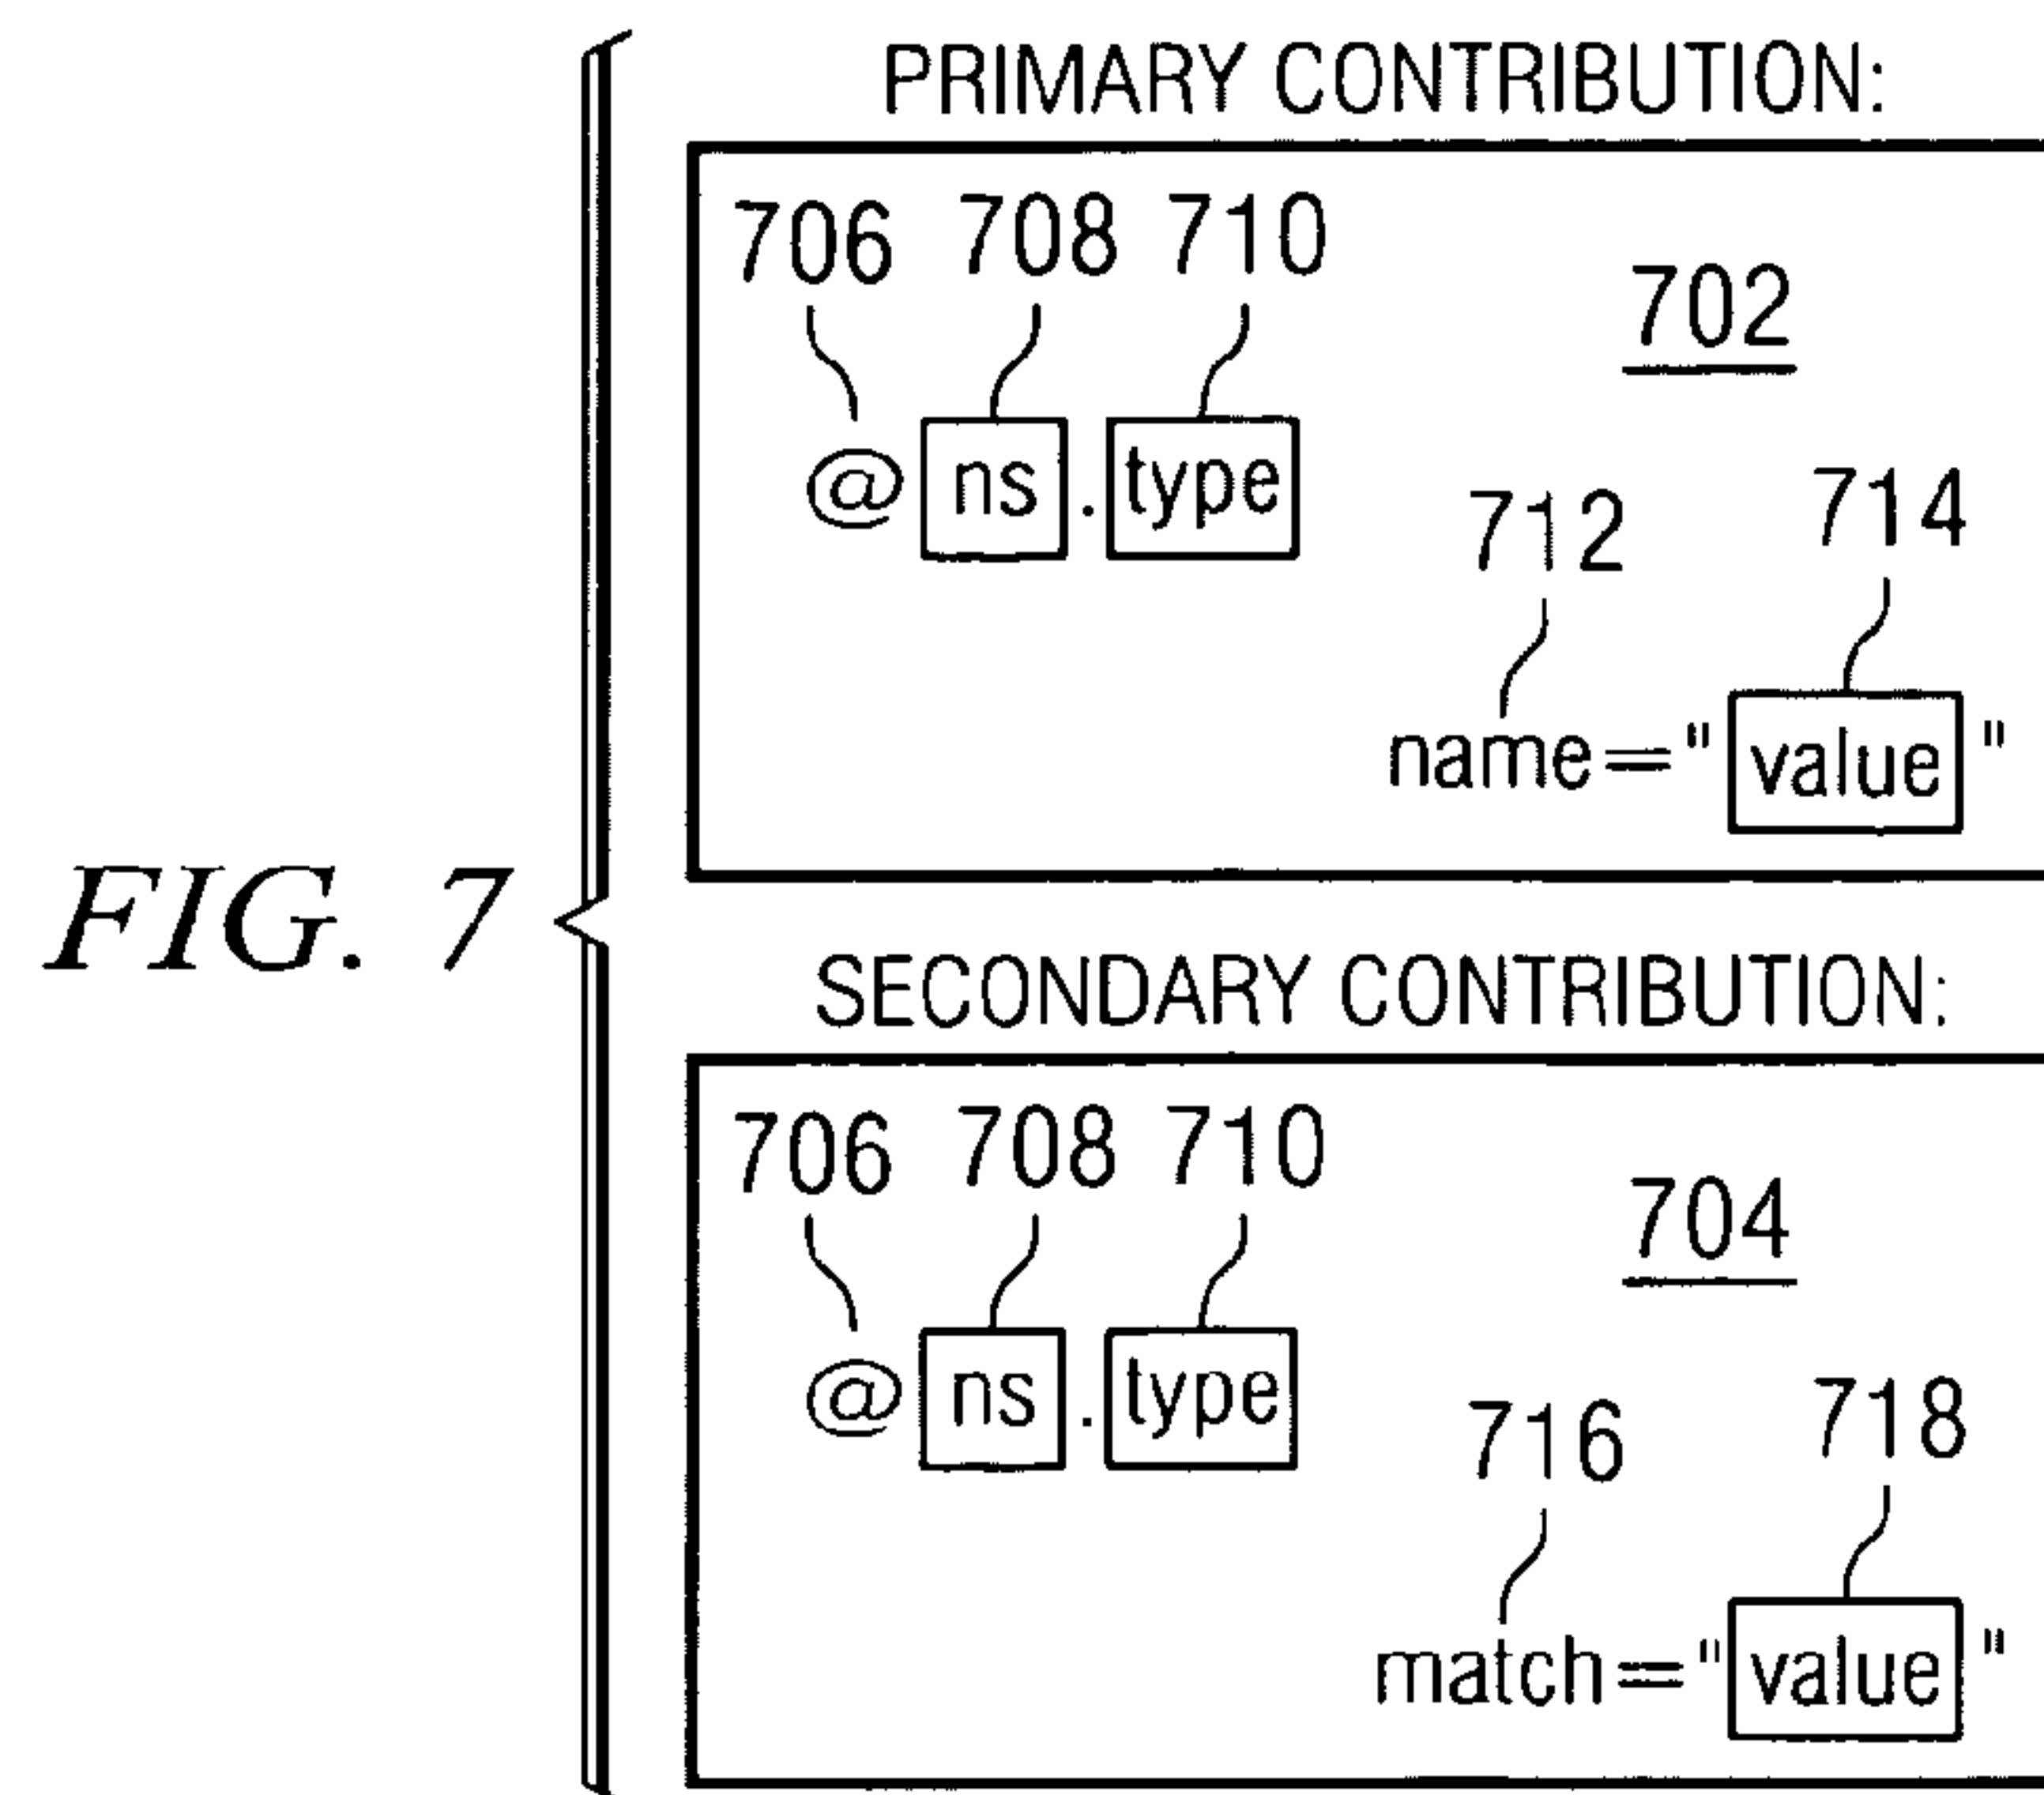 PRIMARY CONTRIBUTION:
706 708 710
702
@ ns . type
712 714
name=" value "
FIG. 7
SECONDARY CONTRIBUTION:
706 708 710
704
@ ns . type
716 718
match=" value "